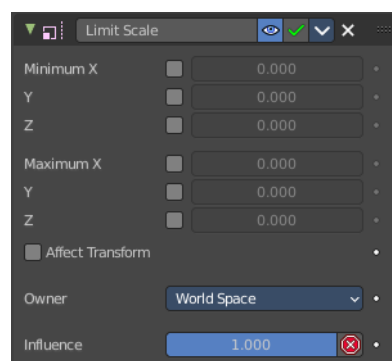 Limit Scale
Minimum X 0.000
Y 0.000
Z 0.000
Maximum X 0.000
Y 0.000
Z 0.000
Affect Transform
Owner World Space
Influence 1.000